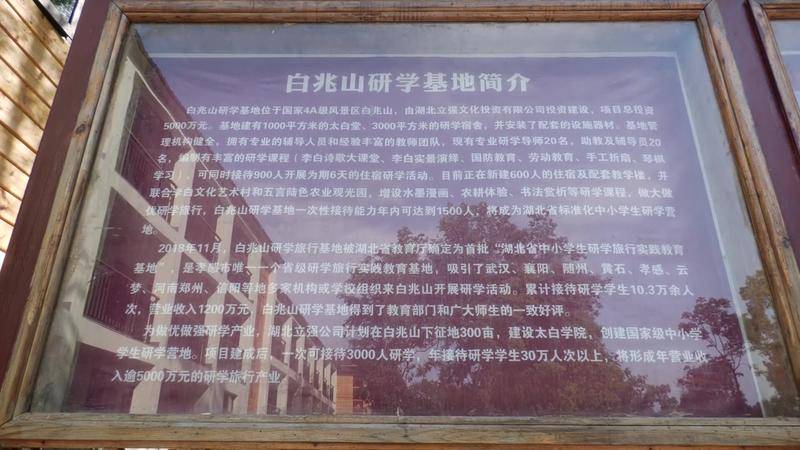 白兆山研学基地简介
白兆山研学基地位于国家4A级风景区白兆山，由湖北立强文化投资有限公司投资建设，项目总投资
5000万元。基地建有1000平方米的太白堂、3000平方米的研学宿舍，并安装了配套的设施器材。基地管
理机构健全，拥有专业的辅导人员和经验丰富的教师团队，现有专业研学导师20名，助教及辅导员20
名，编制有丰富的研学课程（李白诗歌大课堂、李白实景演绎、国防教育、劳动教育、手工折扇、琴棋
学习），可同时接待900人开展为期6天的住宿研学活动。目前正在新建600人的住宿及配套教学楼，并
联合李白文化艺术村和五言陆色农业观光园，增设水墨漫画、农耕体验、书法赏析等研学课程，做大做
优研学旅行，白兆山研学基地一次性接待能力年内可达到1500人，将成为湖北省标准化中小学生研学营
地。
2018年11月，白兆山研学旅行基地被湖北省教育厅确定为首批“湖北省中小学生研学旅行实践教育
基地”，是孝感市唯一一个省级研学旅行实践教育基地，吸引了武汉、襄阳、随州、黄石、孝感、云
梦、河南郑州、信阳等地多家机构或学校组织来白兆山开展研学活动。累计接待研学学生10.3万余人
次，营业收入1200万元，白兆山研学基地得到了教育部门和广大师生的一致好评。
为做优做强研学产业，湖北立强公司计划在白兆山下征地300亩，建设太白学院，创建国家级中小学
学生研学营地。项目建成后，一次可接待3000人研学，年接待研学学生30万人次以上，将形成年营业收
入逾5000万元的研学旅行产业